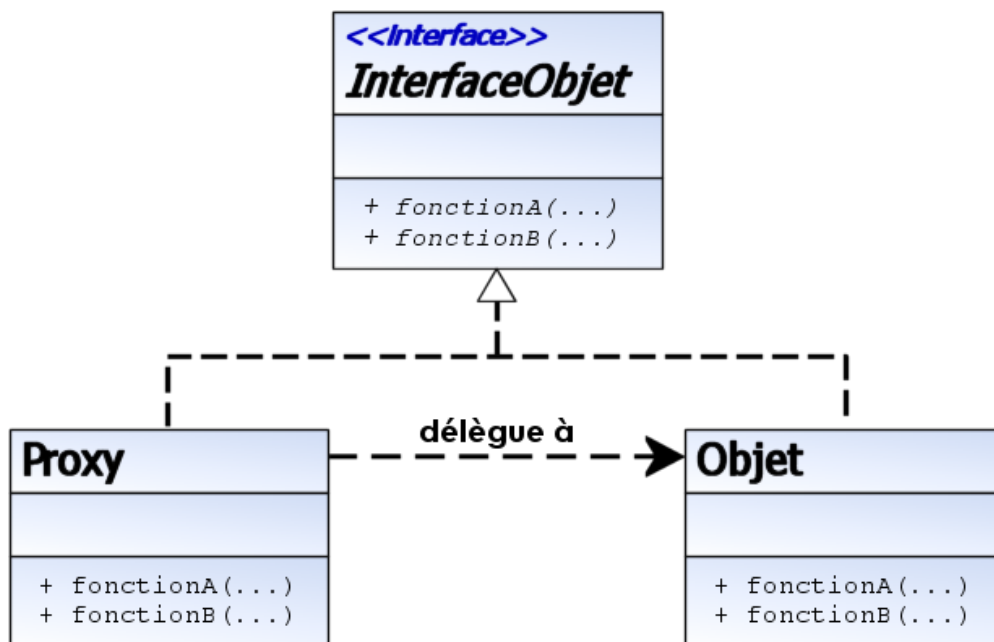 <<Interface>>
InterfaceObjet
+ fonctionA(...)
+ fonctionB(...)
délègue à
Proxy
+ fonctionA(...)
+ fonctionB(...)
Objet
+ fonctionA(...)
+ fonctionB(...)